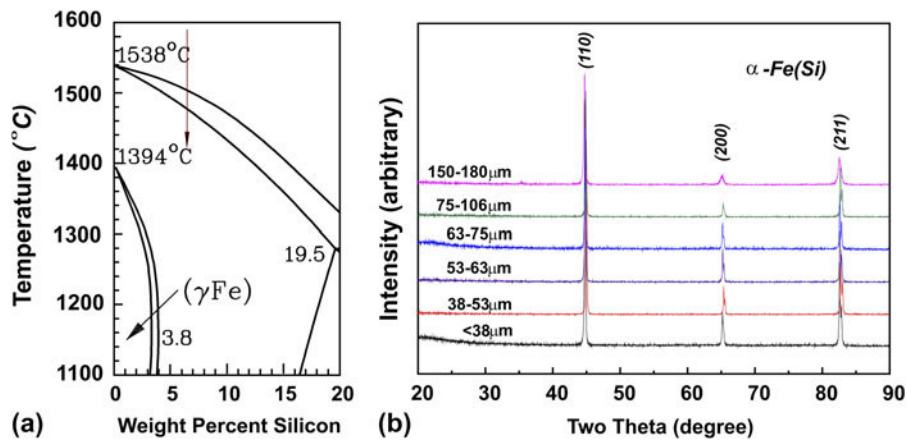 1600
1500
1400
1300
1200
1100
Temperature (°C)
1538°C
1394°C
19.5
(γFe)
3.8
0 5 10 15 20
Weight Percent Silicon
(a)
Intensity (arbitrary)
α-Fe(Si)
(110)
(200)
(211)
150-180μm
75-106μm
63-75μm
53-63μm
38-53μm
<38μm
20 30 40 50 60 70 80 90
Two Theta (degree)
(b)